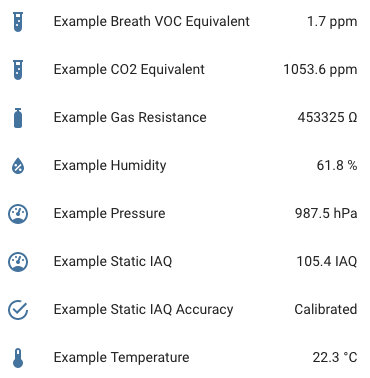 Example Breath VOC Equivalent 1.7 ppm
Example CO2 Equivalent 1053.6 ppm
Example Gas Resistance 453325 Ω
Example Humidity 61.8 %
Example Pressure 987.5 hPa
Example Static IAQ 105.4 IAQ
Example Static IAQ Accuracy Calibrated
Example Temperature 22.3 °C